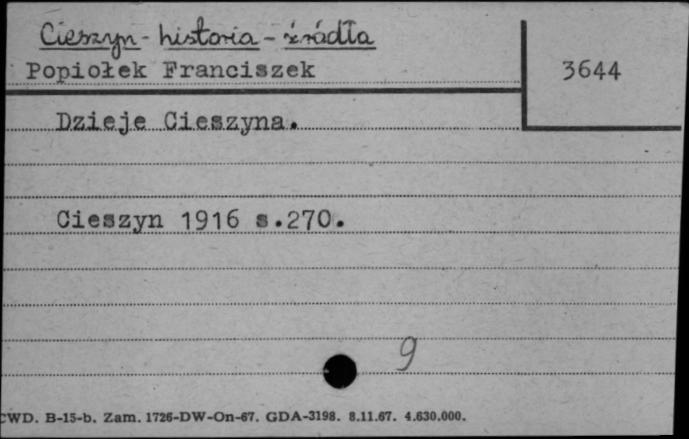 Cieszyn - historia - źródła
Popiołek Franciszek
3644
Dzieje Cieszyna.
Cieszyn 1916 s.270.
9
CWD. B-15-b. Zam. 1726-DW-On-67. GDA-3198. 8.11.67. 4.630.000.